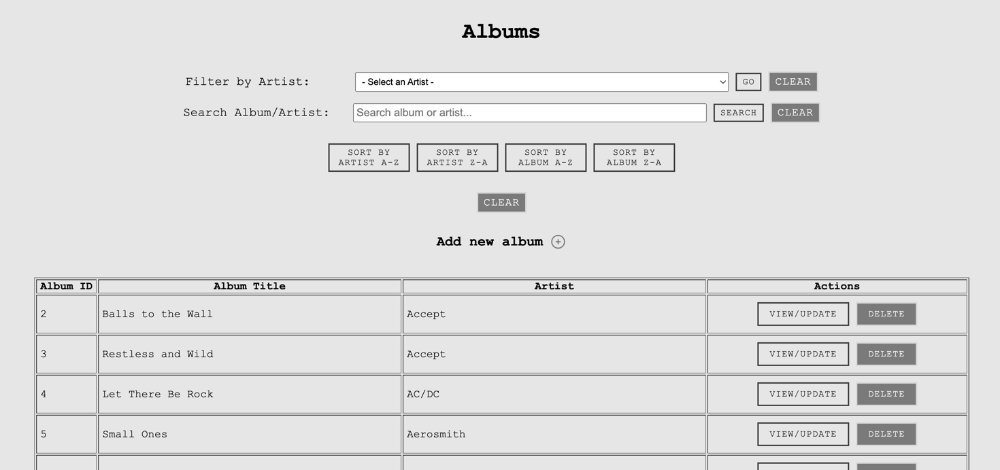 Albums
Filter by Artist: - Select an Artist - GO CLEAR
Search Album/Artist: Search album or artist... SEARCH CLEAR
SORT BY ARTIST A-Z SORT BY ARTIST Z-A SORT BY ALBUM A-Z SORT BY ALBUM Z-A
CLEAR
Add new album +
Album ID Album Title Artist Actions
2 Balls to the Wall Accept VIEW/UPDATE DELETE
3 Restless and Wild Accept VIEW/UPDATE DELETE
4 Let There Be Rock AC/DC VIEW/UPDATE DELETE
5 Small Ones Aerosmith VIEW/UPDATE DELETE